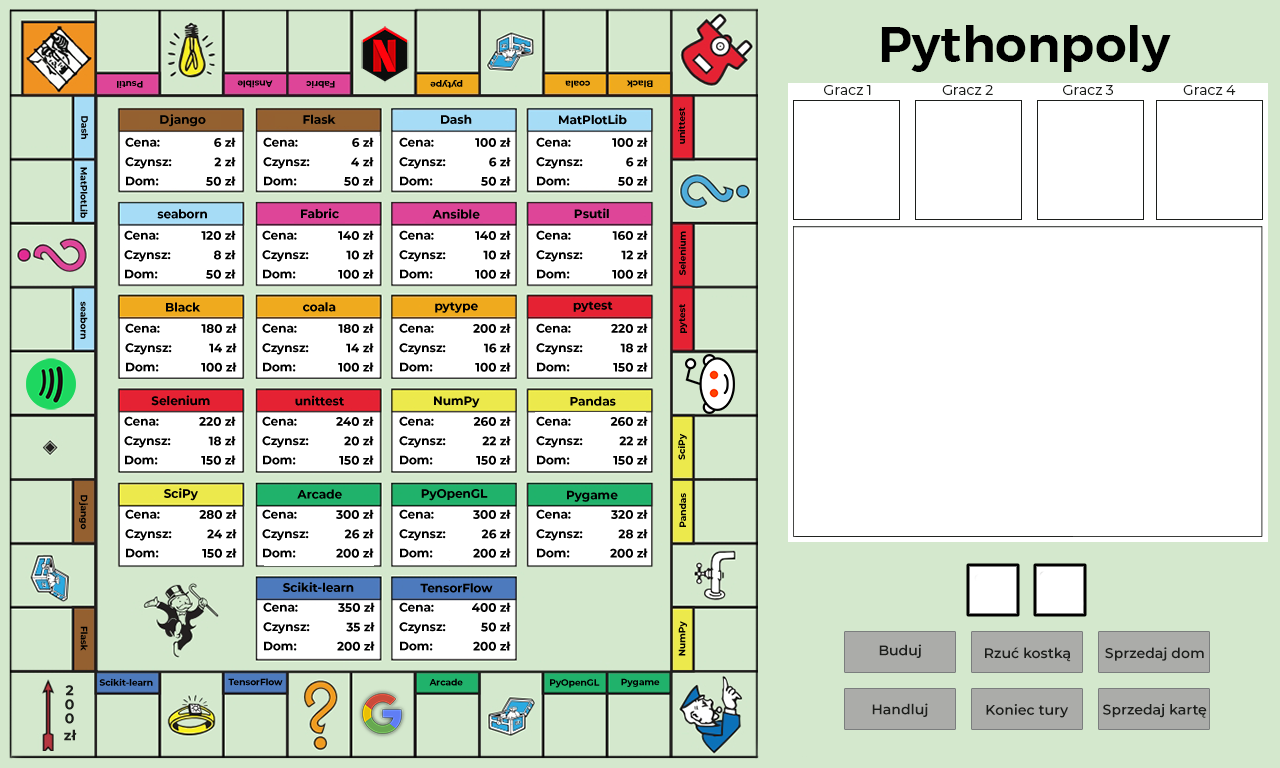 Pythonpoly
Gracz 1 Gracz 2 Gracz 3 Gracz 4
Psutil Ansible Fabric N pytype coala Black
Dash
MatPlotLib
seaborn
Django
Flask
unittest
Selenium
pytest
SciPy
Pandas
NumPy
Django Flask Dash MatPlotLib
Cena: 6 zł Cena: 6 zł Cena: 100 zł Cena: 100 zł
Czynsz: 2 zł Czynsz: 4 zł Czynsz: 6 zł Czynsz: 6 zł
Dom: 50 zł Dom: 50 zł Dom: 50 zł Dom: 50 zł
seaborn Fabric Ansible Psutil
Cena: 120 zł Cena: 140 zł Cena: 140 zł Cena: 160 zł
Czynsz: 8 zł Czynsz: 10 zł Czynsz: 10 zł Czynsz: 12 zł
Dom: 50 zł Dom: 100 zł Dom: 100 zł Dom: 100 zł
Black coala pytype pytest
Cena: 180 zł Cena: 180 zł Cena: 200 zł Cena: 220 zł
Czynsz: 14 zł Czynsz: 14 zł Czynsz: 16 zł Czynsz: 18 zł
Dom: 100 zł Dom: 100 zł Dom: 100 zł Dom: 150 zł
Selenium unittest NumPy Pandas
Cena: 220 zł Cena: 240 zł Cena: 260 zł Cena: 260 zł
Czynsz: 18 zł Czynsz: 20 zł Czynsz: 22 zł Czynsz: 22 zł
Dom: 150 zł Dom: 150 zł Dom: 150 zł Dom: 150 zł
SciPy Arcade PyOpenGL Pygame
Cena: 280 zł Cena: 300 zł Cena: 300 zł Cena: 320 zł
Czynsz: 24 zł Czynsz: 26 zł Czynsz: 26 zł Czynsz: 28 zł
Dom: 150 zł Dom: 200 zł Dom: 200 zł Dom: 200 zł
Scikit-learn TensorFlow
Cena: 350 zł Cena: 400 zł
Czynsz: 35 zł Czynsz: 50 zł
Dom: 200 zł Dom: 200 zł
Scikit-learn TensorFlow ? G Arcade PyOpenGL Pygame
2
0
0
zł
Buduj Rzuć kostką Sprzedaj dom
Handluj Koniec tury Sprzedaj kartę